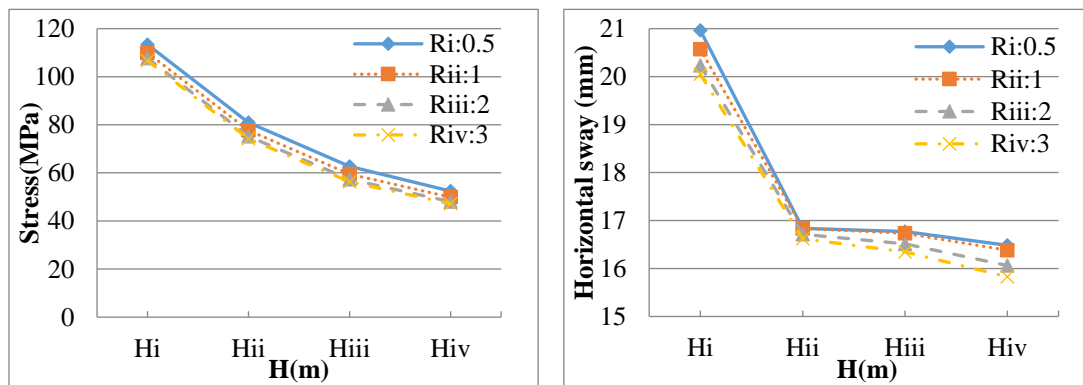 Stress(MPa)
120
100
80
60
40
20
0
Ri:0.5
Rii:1
Riii:2
Riv:3
Hi Hii Hiii Hiv
H(m)
Horizontal sway (mm)
21
20
19
18
17
16
15
Ri:0.5
Rii:1
Riii:2
Riv:3
Hi Hii Hiii Hiv
H(m)